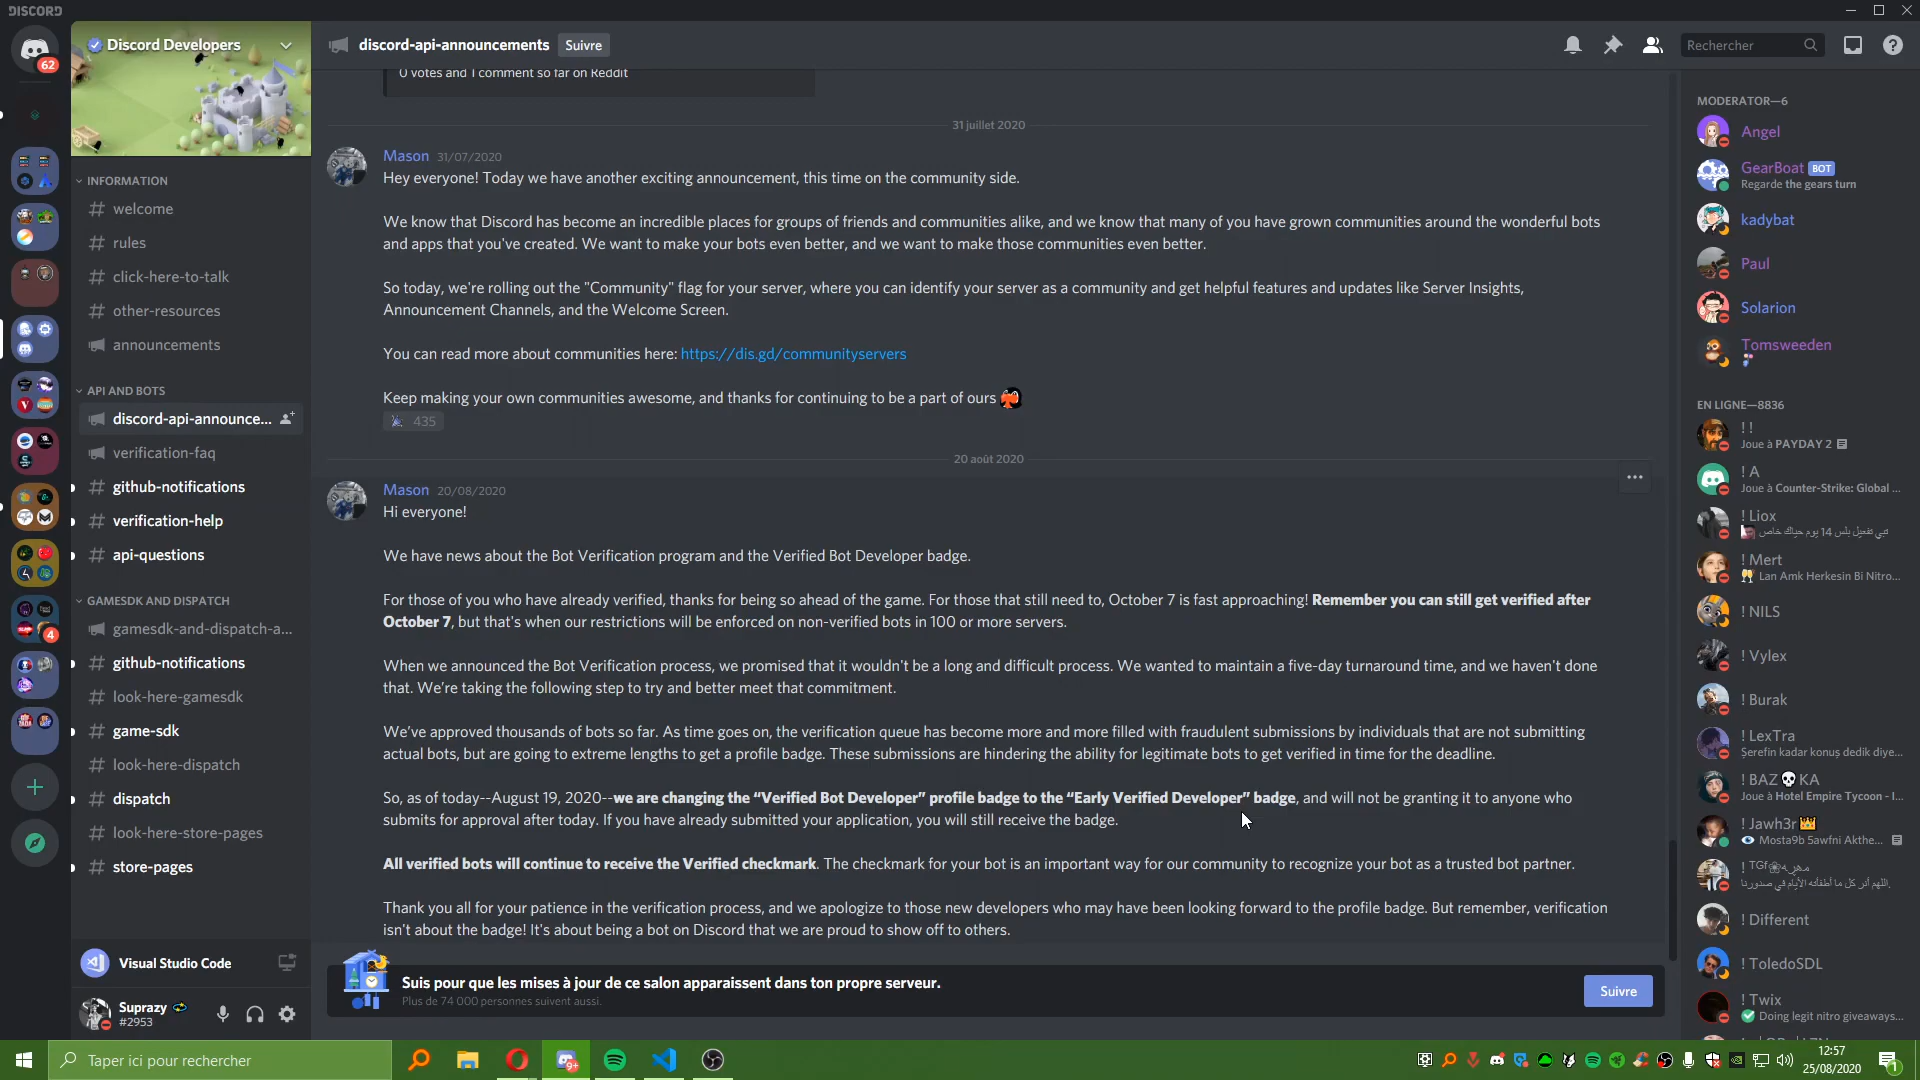 DISCORD
62
Discord Developers
INFORMATION
welcome
rules
click-here-to-talk
other-resources
announcements
API AND BOTS
discord-api-announce...
verification-faq
github-notifications
verification-help
api-questions
GAMESDK AND DISPATCH
gamesdk-and-dispatch-a...
github-notifications
look-here-gamesdk
game-sdk
look-here-dispatch
dispatch
look-here-store-pages
store-pages
4
Visual Studio Code
Suprazy
#2953
discord-api-announcements Suivre
Rechercher
0 votes and 1 comment so far on Reddit
31 juillet 2020
Mason 31/07/2020
Hey everyone! Today we have another exciting announcement, this time on the community side.
We know that Discord has become an incredible places for groups of friends and communities alike, and we know that many of you have grown communities around the wonderful bots
and apps that you've created. We want to make your bots even better, and we want to make those communities even better.
So today, we're rolling out the "Community" flag for your server, where you can identify your server as a community and get helpful features and updates like Server Insights,
Announcement Channels, and the Welcome Screen.
You can read more about communities here: https://dis.gd/communityservers
Keep making your own communities awesome, and thanks for continuing to be a part of ours
435
20 août 2020
Mason 20/08/2020
Hi everyone!
We have news about the Bot Verification program and the Verified Bot Developer badge.
For those of you who have already verified, thanks for being so ahead of the game. For those that still need to, October 7 is fast approaching! Remember you can still get verified after
October 7, but that's when our restrictions will be enforced on non-verified bots in 100 or more servers.
When we announced the Bot Verification process, we promised that it wouldn't be a long and difficult process. We wanted to maintain a five-day turnaround time, and we haven't done
that. We're taking the following step to try and better meet that commitment.
We've approved thousands of bots so far. As time goes on, the verification queue has become more and more filled with fraudulent submissions by individuals that are not submitting
actual bots, but are going to extreme lengths to get a profile badge. These submissions are hindering the ability for legitimate bots to get verified in time for the deadline.
So, as of today--August 19, 2020--we are changing the “Verified Bot Developer” profile badge to the “Early Verified Developer” badge, and will not be granting it to anyone who
submits for approval after today. If you have already submitted your application, you will still receive the badge.
All verified bots will continue to receive the Verified checkmark. The checkmark for your bot is an important way for our community to recognize your bot as a trusted bot partner.
Thank you all for your patience in the verification process, and we apologize to those new developers who may have been looking forward to the profile badge. But remember, verification
isn't about the badge! It's about being a bot on Discord that we are proud to show off to others.
Suis pour que les mises à jour de ce salon apparaissent dans ton propre serveur.
Plus de 74 000 personnes suivent aussi.
Suivre
MODERATOR—6
Angel
GearBoat BOT
Regarde the gears turn
kadybat
Paul
Solarion
Tomsweeden
EN LIGNE—8836
! !
Joue à PAYDAY 2
! A
Joue à Counter-Strike: Global ...
! Liox
! Mert
Lan Amk Herkesin Bi Nitro...
! NILS
! Vylex
! Burak
! LexTra
Şerefin kadar konuş dedik diye...
! BAZ KA
Joue à Hotel Empire Tycoon - I...
! Jawh3r
Mosta9b 5awfni Akthe...
! Different
! ToledoSDL
! Twix
Doing legit nitro giveaways...
Taper ici pour rechercher
9+
12:57
25/08/2020
1